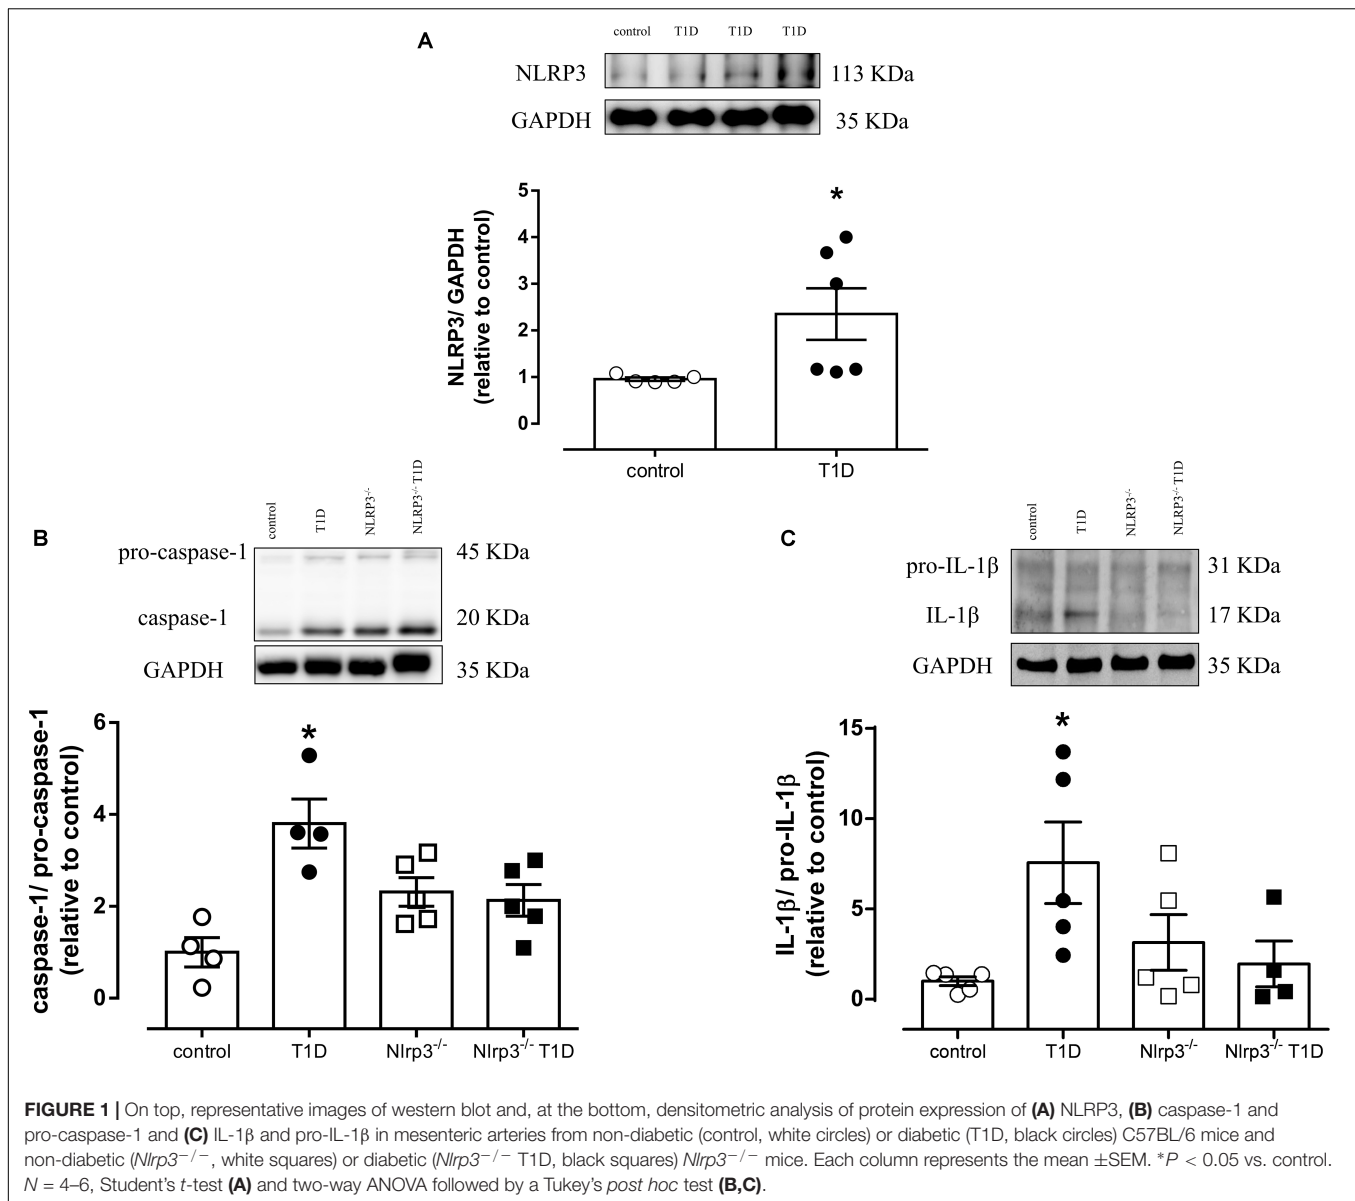 A
control T1D T1D T1D
NLRP3 113 KDa
GAPDH 35 KDa
NLRP3/ GAPDH
(relative to control)
5
4
3
2
1
0
*
control T1D
B
control T1D NLRP3-/- NLRP3-/- T1D
pro-caspase-1 45 KDa
caspase-1 20 KDa
GAPDH 35 KDa
caspase-1/ pro-caspase-1
(relative to control)
6
4
2
0
*
control T1D Nlrp3-/- Nlrp3-/- T1D
C
control T1D NLRP3-/- NLRP3-/- T1D
pro-IL-1β 31 KDa
IL-1β 17 KDa
GAPDH 35 KDa
IL-1β/ pro-IL-1β
(relative to control)
15
10
5
0
*
control T1D Nlrp3-/- Nlrp3-/- T1D
FIGURE 1 | On top, representative images of western blot and, at the bottom, densitometric analysis of protein expression of (A) NLRP3, (B) caspase-1 and
pro-caspase-1 and (C) IL-1β and pro-IL-1β in mesenteric arteries from non-diabetic (control, white circles) or diabetic (T1D, black circles) C57BL/6 mice and
non-diabetic (Nlrp3−/−, white squares) or diabetic (Nlrp3−/− T1D, black squares) Nlrp3−/− mice. Each column represents the mean ±SEM. *P < 0.05 vs. control.
N = 4–6, Student's t-test (A) and two-way ANOVA followed by a Tukey's post hoc test (B,C).